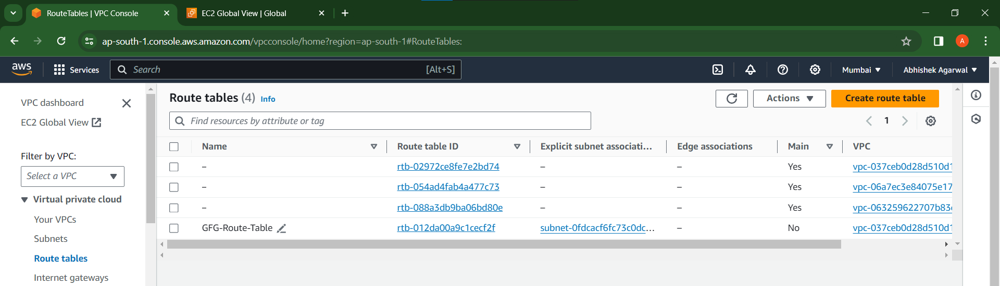 RouteTables | VPC Console
EC2 Global View | Global
ap-south-1.console.aws.amazon.com/vpcconsole/home?region=ap-south-1#RouteTables:
A
aws
Services
Search
[Alt+S]
Mumbai
Abhishek Agarwal
VPC dashboard
EC2 Global View
Filter by VPC:
Select a VPC
Virtual private cloud
Your VPCs
Subnets
Route tables
Internet gateways
Route tables (4) Info
Actions
Create route table
Find resources by attribute or tag
1
Name Route table ID Explicit subnet associati... Edge associations Main VPC
– rtb-02972ce8fe7e2bd74 – – Yes vpc-037ceb0d28d510d1
– rtb-054ad4fab4a477c73 – – Yes vpc-06a7ec3e84075e17
– rtb-088a3db9ba06bd80e – – Yes vpc-063259622707b83
GFG-Route-Table rtb-012da00a9c1cecf2f subnet-0fdcacf6fc73c0dc... – No vpc-037ceb0d28d510d1